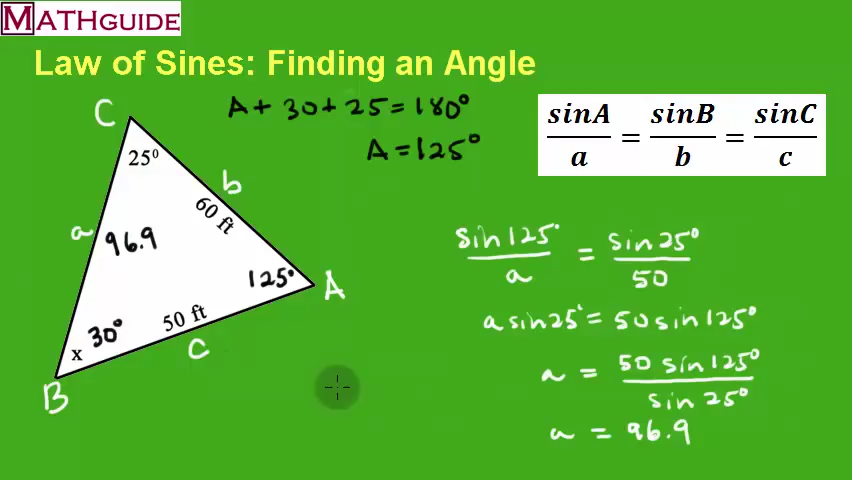 MATHGUIDE
Law of Sines: Finding an Angle
A + 30 + 25 = 180°
A = 125°
sinA/a = sinB/b = sinC/c
C
25⁰
b
60 ft
a
96.9
125°
A
50 ft
30°
x
c
B
sin 125°/a = sin 25°/50
a sin 25° = 50 sin 125°
a = 50 sin 125°/sin 25°
a = 96.9